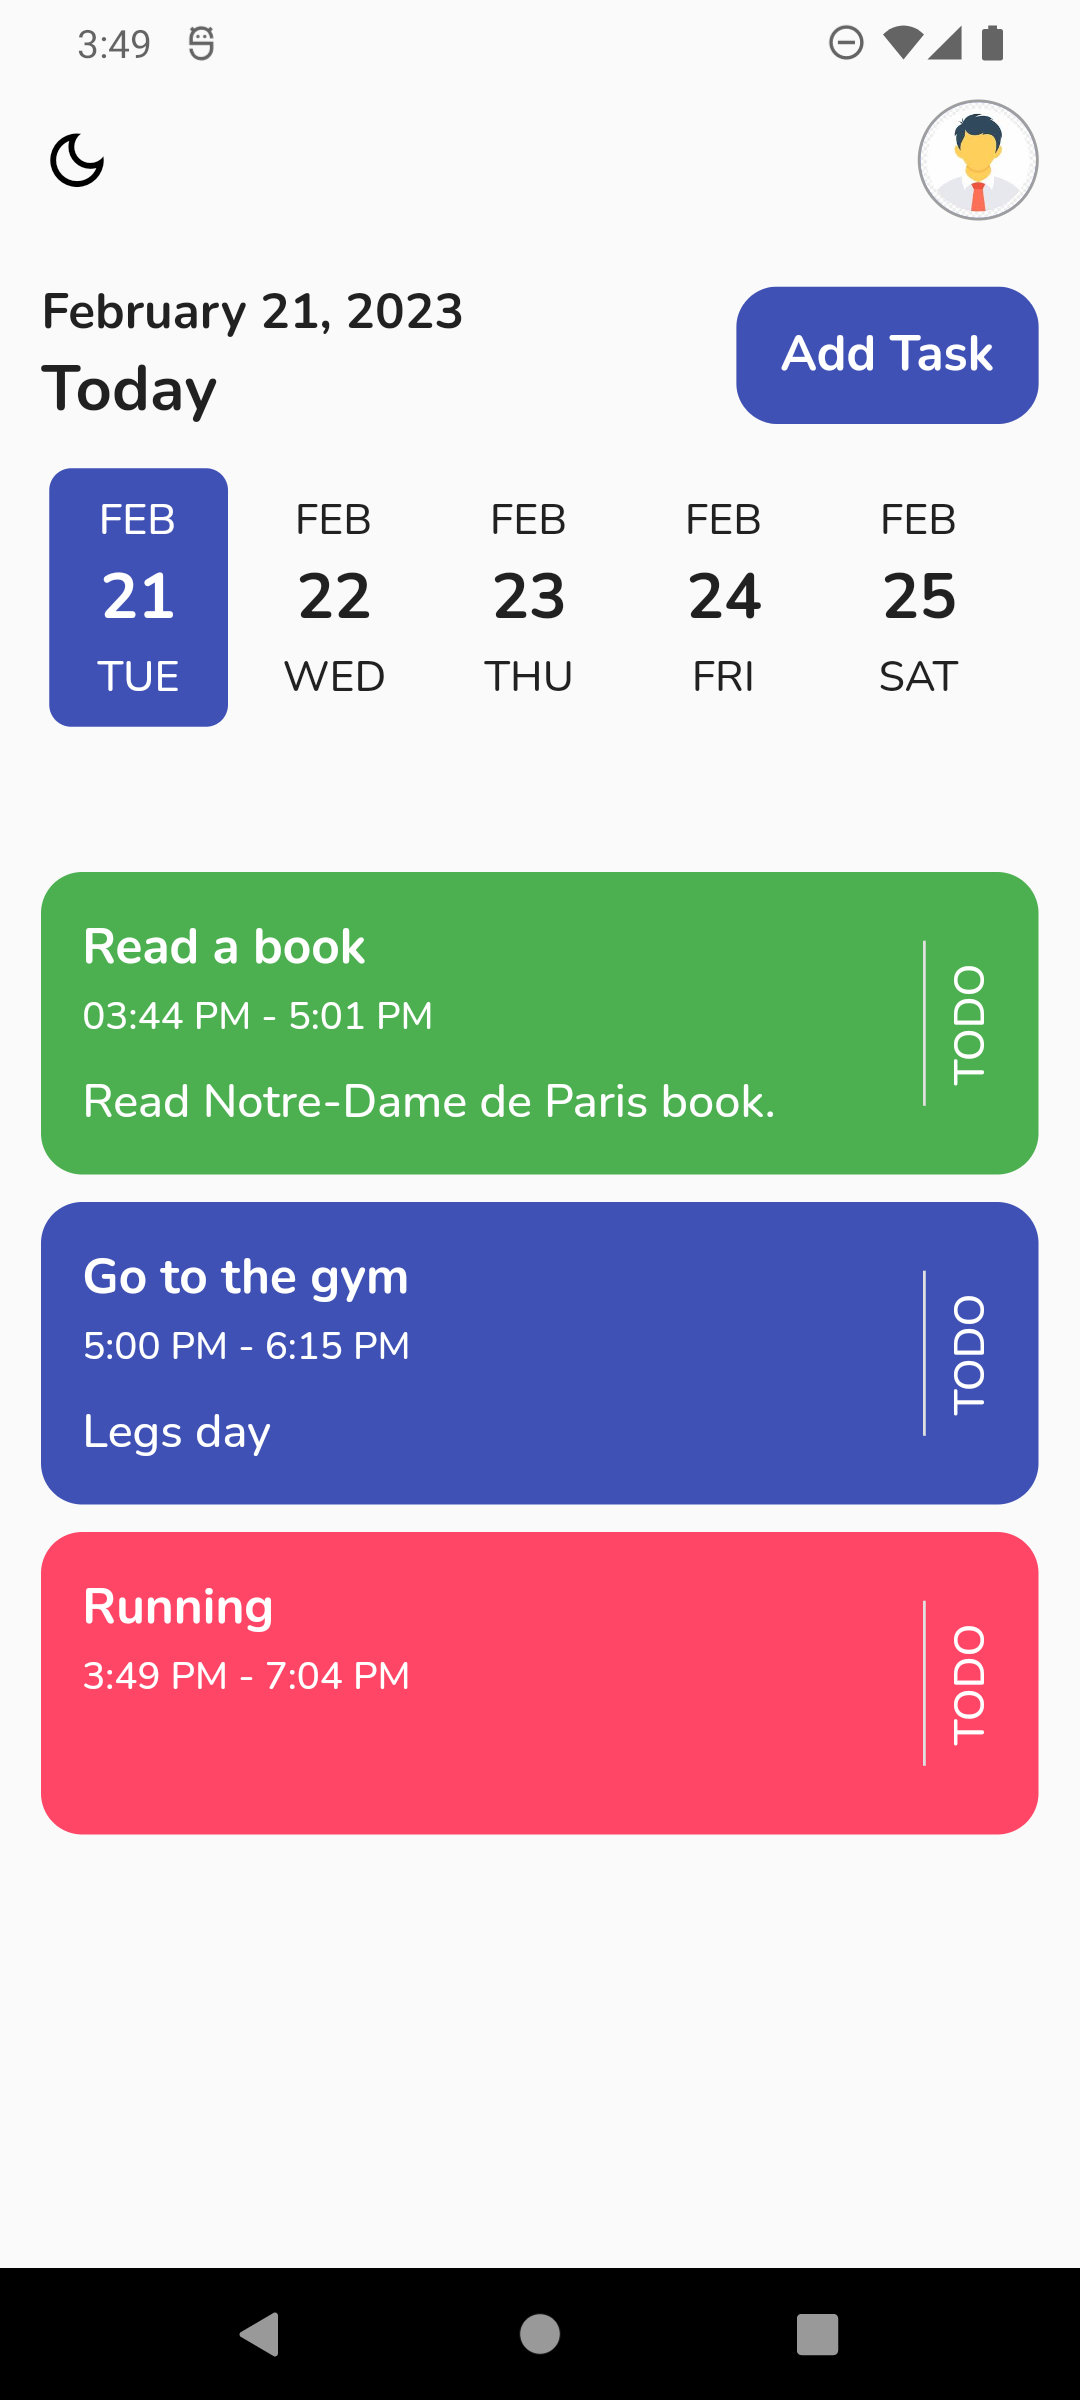 3:49
February 21, 2023
Today
Add Task
FEB FEB FEB FEB FEB
21 22 23 24 25
TUE WED THU FRI SAT
Read a book
03:44 PM - 5:01 PM
Read Notre-Dame de Paris book.
TODO
Go to the gym
5:00 PM - 6:15 PM
Legs day
TODO
Running
3:49 PM - 7:04 PM
TODO